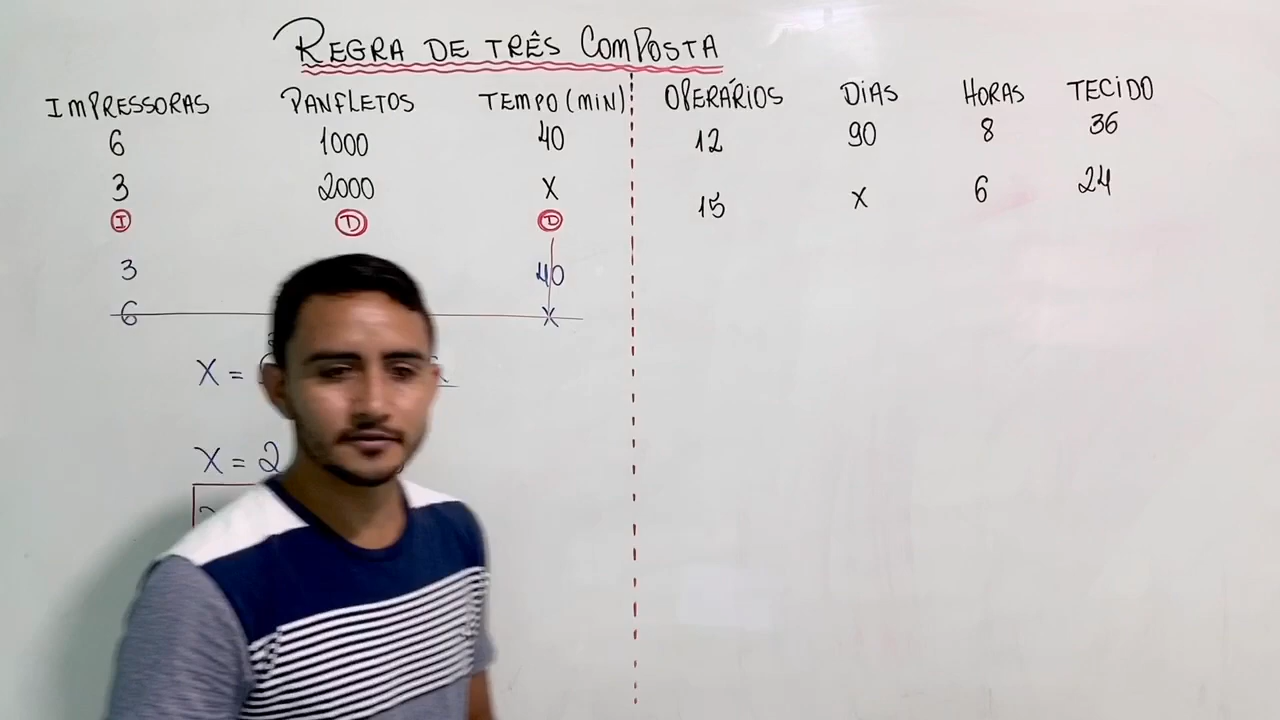 REGRA DE TRÊS COMPOSTA
IMPRESSORAS PANFLETOS TEMPO (MIN)
6 1000 40
3 2000 X
I D D
3 40
6 X
X =
X = 2
OPERÁRIOS DIAS HORAS TECIDO
12 90 8 36
15 X 6 24